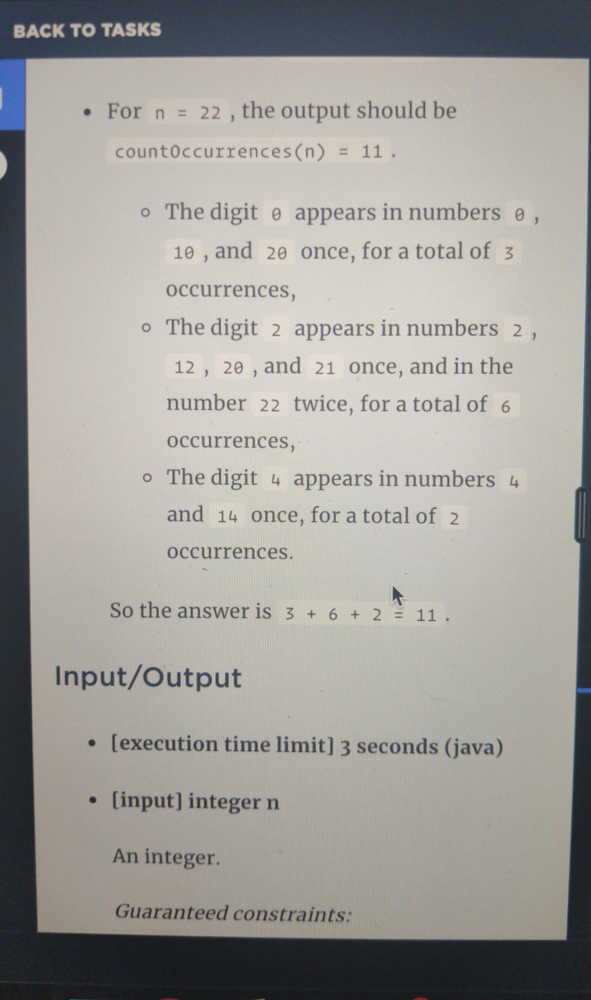 BACK TO TASKS
• For n = 22 , the output should be
countOccurrences(n) = 11 .
○ The digit 0 appears in numbers 0 ,
10 , and 20 once, for a total of 3
occurrences,
○ The digit 2 appears in numbers 2 ,
12 , 20 , and 21 once, and in the
number 22 twice, for a total of 6
occurrences,
○ The digit 4 appears in numbers 4
and 14 once, for a total of 2
occurrences.
So the answer is 3 + 6 + 2 = 11 .
Input/Output
• [execution time limit] 3 seconds (java)
• [input] integer n
An integer.
Guaranteed constraints: